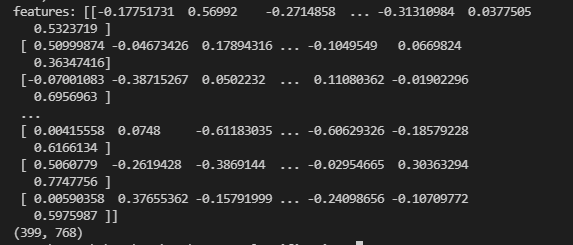 features: [[-0.17751731  0.56992    -0.2714858  ... -0.31310984  0.0377505
   0.5323719 ]
 [ 0.50999874 -0.04673426  0.17894316 ... -0.1049549   0.0669824
   0.36347416]
 [-0.07001083 -0.38715267  0.0502232  ...  0.11080362 -0.01902296
   0.6956963 ]
 ...
 [ 0.00415558  0.0748     -0.61183035 ... -0.60629326 -0.18579228
   0.6166134 ]
 [ 0.5060779  -0.2619428  -0.3869144  ... -0.02954665  0.30363294
   0.7747756 ]
 [ 0.00590358  0.37655362 -0.15791999 ... -0.24098656 -0.10709772
   0.5975987 ]]
(399, 768)